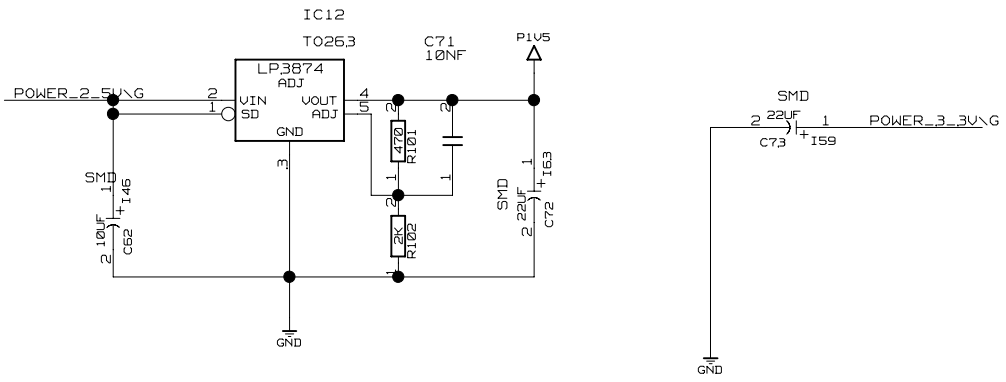 IC12
TO263
C71
10NF
P1V5
LP3874
ADJ
POWER_2_5V\G
2
VIN
VOUT
4
1
SD
ADJ
5
GND
3
2
470
R101
1
2
1
2
2K
R102
1
SMD
1
I46
10UF
C62
2
SMD
1
I63
22UF
C72
2
GND
SMD
22UF
2
1
POWER_3_3V\G
C73
I59
GND